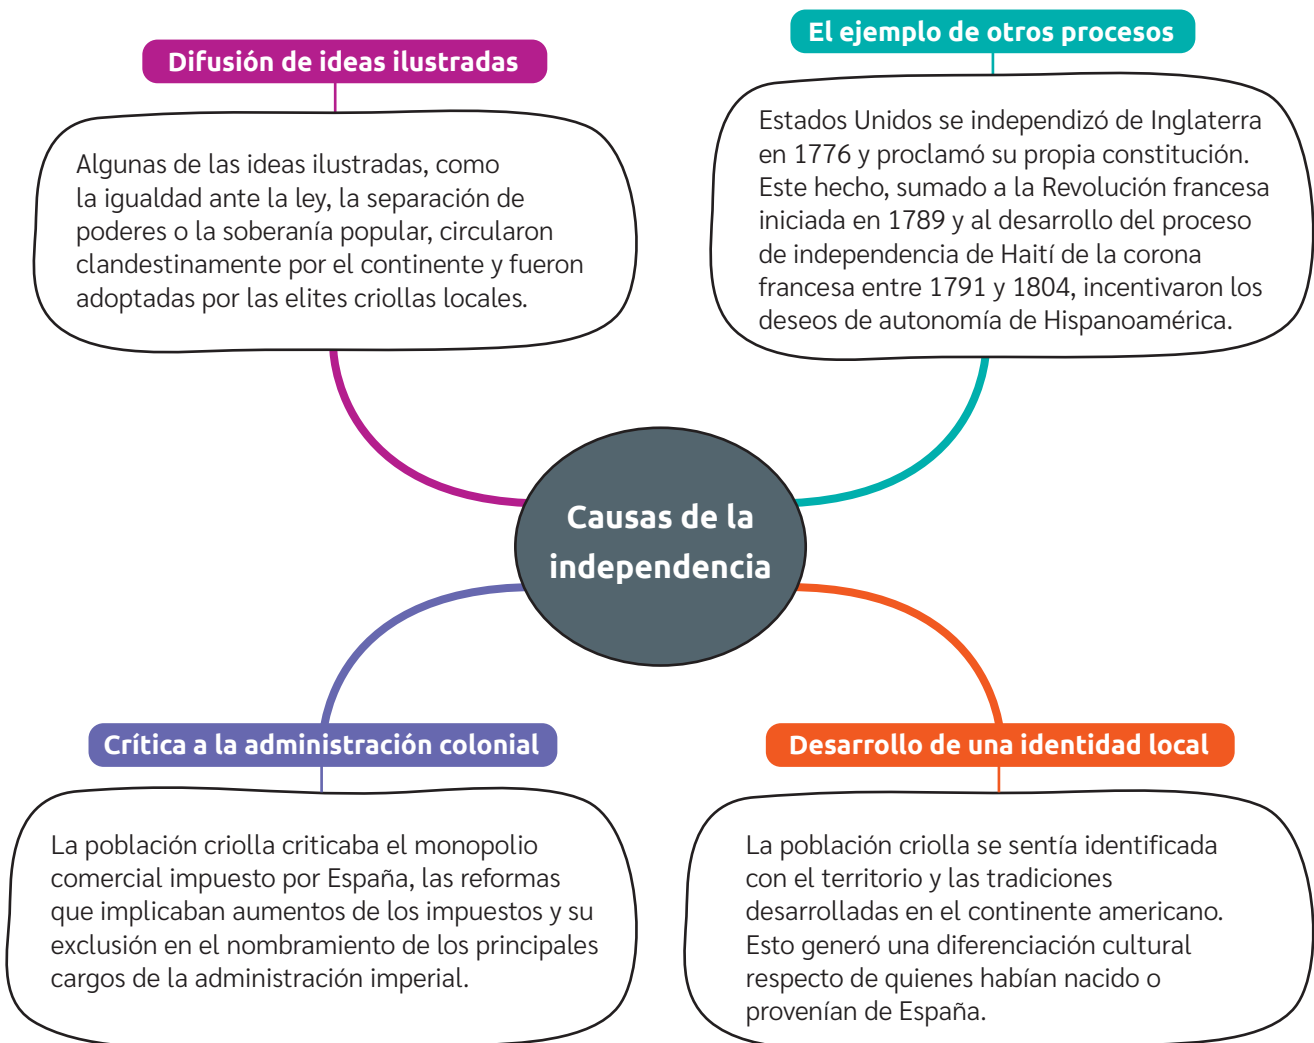 Difusión de ideas ilustradas
Algunas de las ideas ilustradas, como
la igualdad ante la ley, la separación de
poderes o la soberanía popular, circularon
clandestinamente por el continente y fueron
adoptadas por las elites criollas locales.
El ejemplo de otros procesos
Estados Unidos se independizó de Inglaterra
en 1776 y proclamó su propia constitución.
Este hecho, sumado a la Revolución francesa
iniciada en 1789 y al desarrollo del proceso
de independencia de Haití de la corona
francesa entre 1791 y 1804, incentivaron los
deseos de autonomía de Hispanoamérica.
Causas de la
independencia
Crítica a la administración colonial
La población criolla criticaba el monopolio
comercial impuesto por España, las reformas
que implicaban aumentos de los impuestos y su
exclusión en el nombramiento de los principales
cargos de la administración imperial.
Desarrollo de una identidad local
La población criolla se sentía identificada
con el territorio y las tradiciones
desarrolladas en el continente americano.
Esto generó una diferenciación cultural
respecto de quienes habían nacido o
provenían de España.